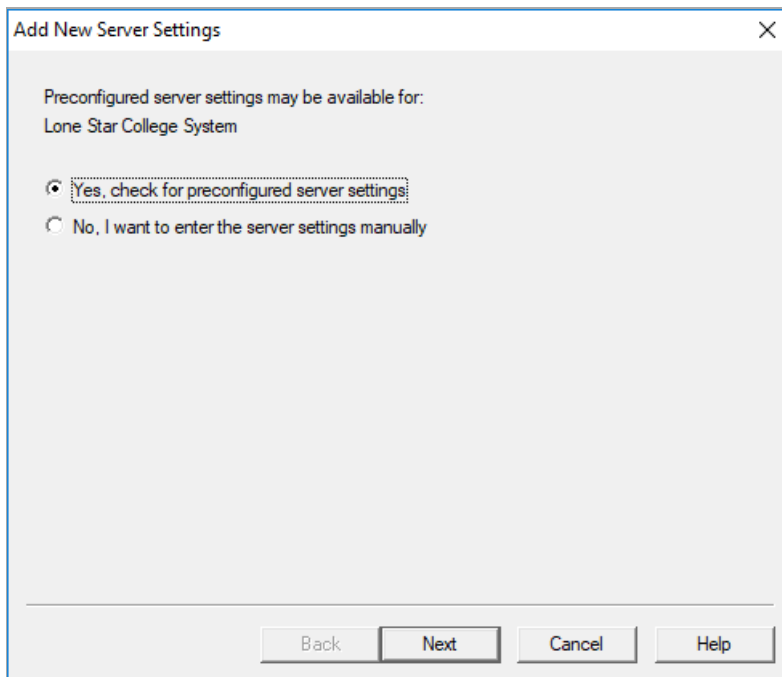 Add New Server Settings
Preconfigured server settings may be available for:
Lone Star College System
Yes, check for preconfigured server settings
No, I want to enter the server settings manually
Back Next Cancel Help